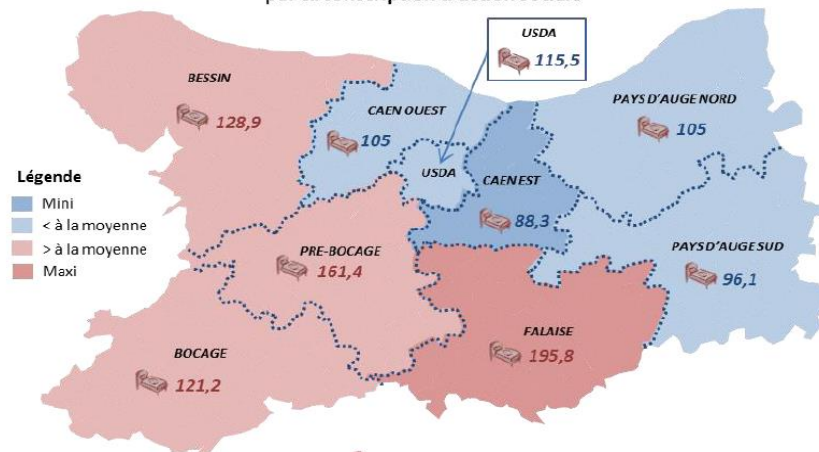 USDA
115,5
BESSIN
128,9
CAEN OUEST
105
PAYS D'AUGE NORD
105
USDA
CAEN EST
88,3
Légende
Mini
< à la moyenne
> à la moyenne
Maxi
PRE-BOCAGE
161,4
PAYS D'AUGE SUD
96,1
FALAISE
195,8
BOCAGE
121,2